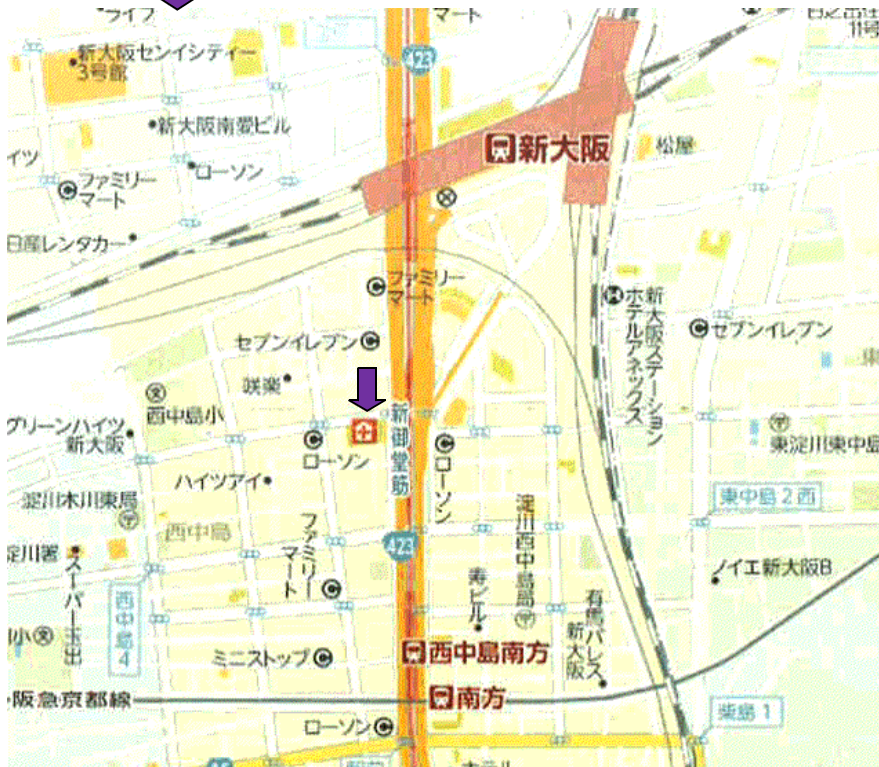 ライフ
マート
11号
新大阪センイシティー
3号館
423
新大阪南愛ビル
新大阪
松屋
イツ
ローソン
ファミリー
マート
日産レンタカー
ファミリー
マート
新大阪ステーション
ホテルアネックス
セブンイレブン
セブンイレブン
咲楽
西中島小
グリーンハイツ
新大阪
新御堂筋
ローソン
ローソン
東淀川東中島
ハイツアイ
淀川木川東局
西中島
東中島2西
淀川西中島局
ファミリー
マート
423
淀川署
スーパー玉出
ノイエ新大阪B
西中島4
寿ビル
有馬パレス
新大阪
小
ミニストップ
西中島南方
阪急京都線
南方
柴島1
ローソン
ホテル